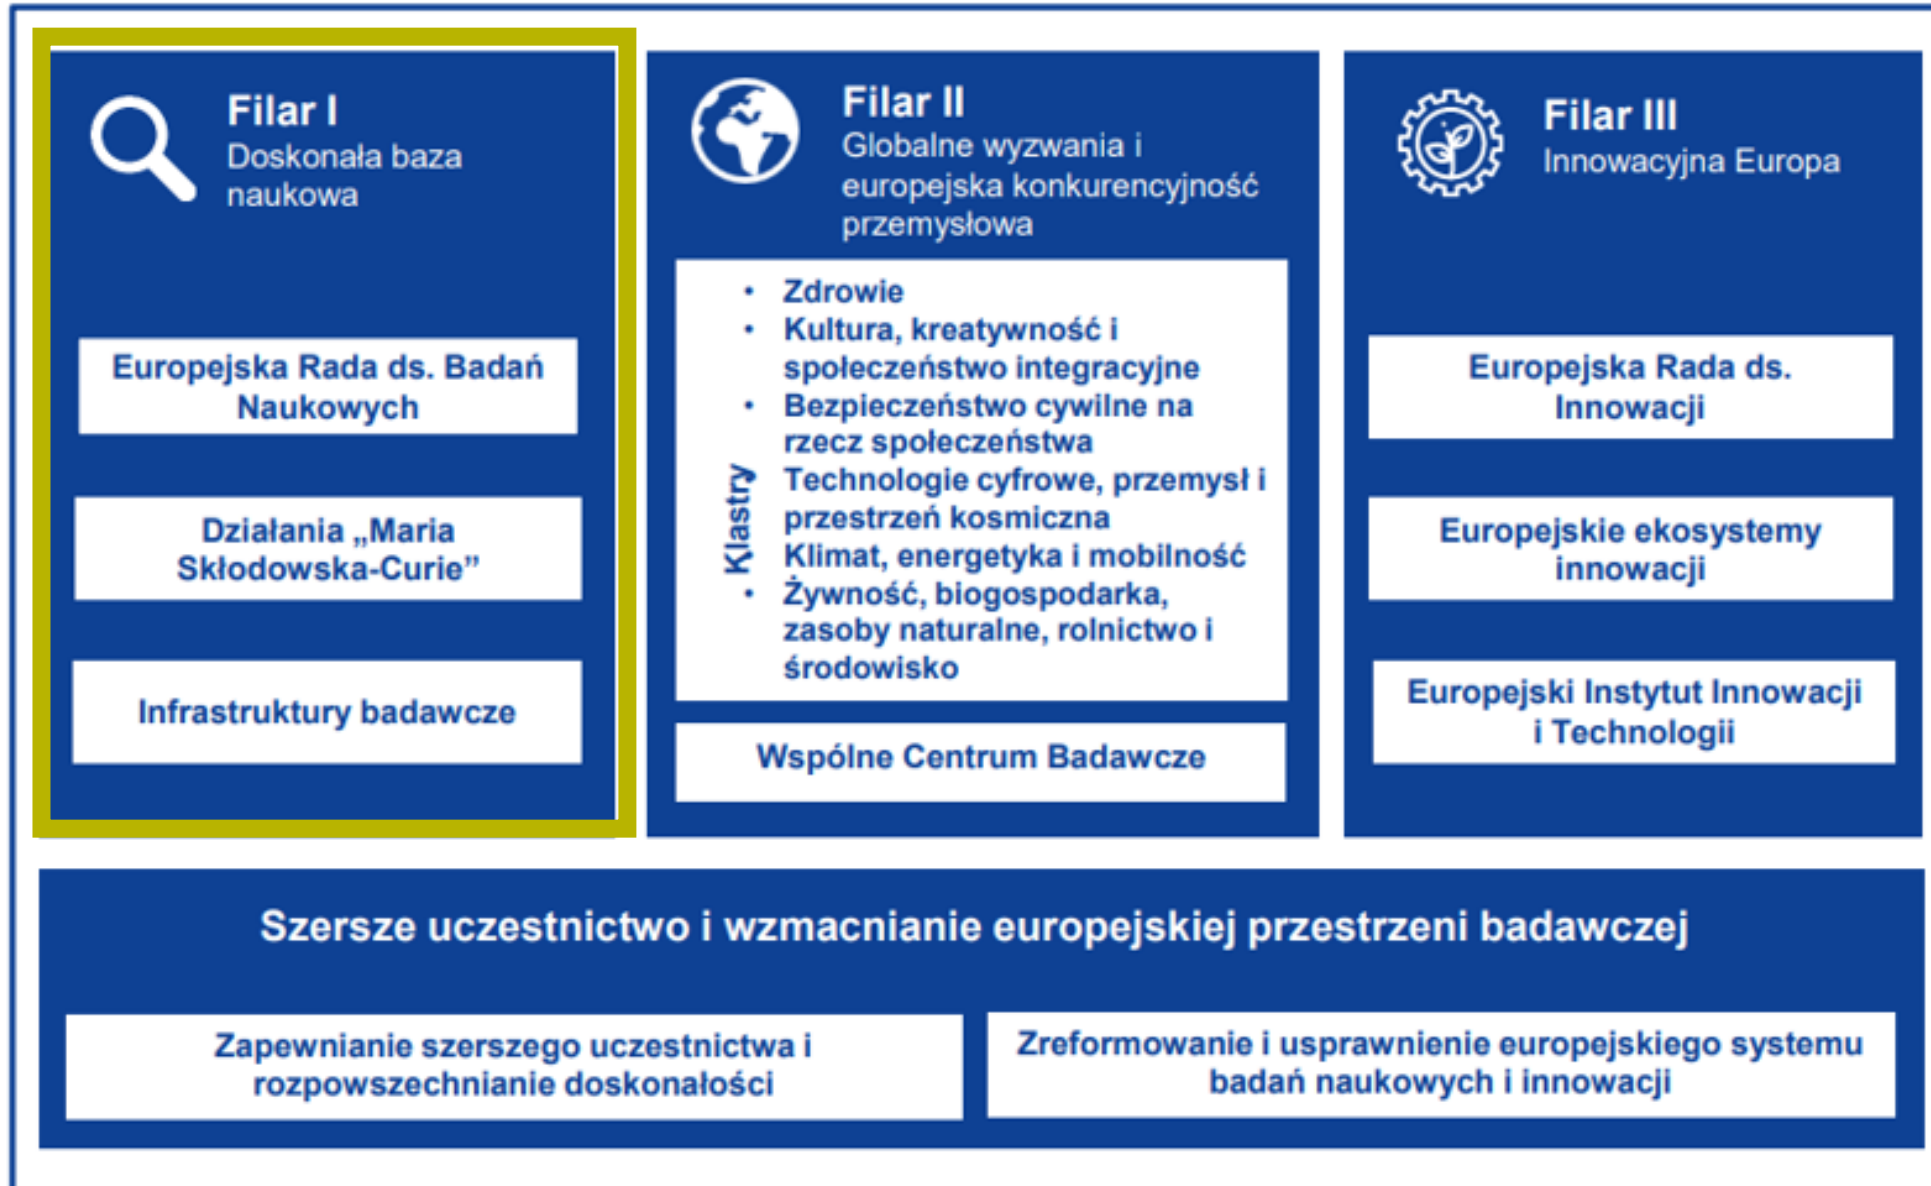 Filar I
Doskonała baza
naukowa
Europejska Rada ds. Badań
Naukowych
Działania „Maria
Skłodowska-Curie”
Infrastruktury badawcze
Filar II
Globalne wyzwania i
europejska konkurencyjność
przemysłowa
Klastry
• Zdrowie
• Kultura, kreatywność i
społeczeństwo integracyjne
• Bezpieczeństwo cywilne na
rzecz społeczeństwa
• Technologie cyfrowe, przemysł i
przestrzeń kosmiczna
• Klimat, energetyka i mobilność
• Żywność, biogospodarka,
zasoby naturalne, rolnictwo i
środowisko
Wspólne Centrum Badawcze
Filar III
Innowacyjna Europa
Europejska Rada ds.
Innowacji
Europejskie ekosystemy
innowacji
Europejski Instytut Innowacji
i Technologii
Szersze uczestnictwo i wzmacnianie europejskiej przestrzeni badawczej
Zapewnianie szerszego uczestnictwa i
rozpowszechnianie doskonałości
Zreformowanie i usprawnienie europejskiego systemu
badań naukowych i innowacji